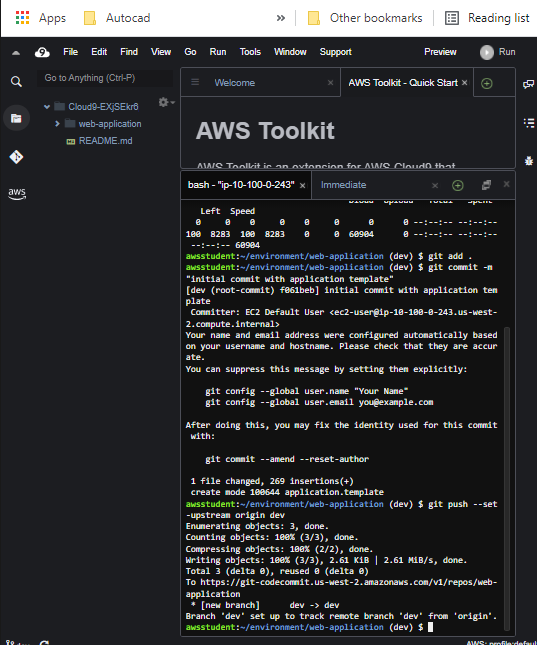 Apps Autocad » Other bookmarks Reading list
9 File Edit Find View Go Run Tools Window Support Preview Run
Go to Anything (Ctrl-P)
Cloud9-EXjSEkr6
web-application
README.md
aws
Welcome × AWS Toolkit - Quick Start ×
AWS Toolkit
AWS Toolkit is an extension for AWS Cloud9 that
bash - "ip-10-100-0-243" × Immediate ×
Dload Upload Total Spent
Left Speed
0 0 0 0 0 0 0 0 --:--:-- --:--:--
100 8283 100 8283 0 0 60904 0 --:--:-- --:--:--
--:--:-- 60904
awsstudent:~/environment/web-application (dev) $ git add .
awsstudent:~/environment/web-application (dev) $ git commit -m
"initial commit with application template"
[dev (root-commit) f061beb] initial commit with application tem
plate
Committer: EC2 Default User <ec2-user@ip-10-100-0-243.us-west-
2.compute.internal>
Your name and email address were configured automatically based
on your username and hostname. Please check that they are accur
ate.
You can suppress this message by setting them explicitly:
git config --global user.name "Your Name"
git config --global user.email you@example.com
After doing this, you may fix the identity used for this commit
with:
git commit --amend --reset-author
1 file changed, 269 insertions(+)
create mode 100644 application.template
awsstudent:~/environment/web-application (dev) $ git push --set
-upstream origin dev
Enumerating objects: 3, done.
Counting objects: 100% (3/3), done.
Compressing objects: 100% (2/2), done.
Writing objects: 100% (3/3), 2.61 KiB | 2.61 MiB/s, done.
Total 3 (delta 0), reused 0 (delta 0)
To https://git-codecommit.us-west-2.amazonaws.com/v1/repos/web-
application
* [new branch] dev -> dev
Branch 'dev' set up to track remote branch 'dev' from 'origin'.
awsstudent:~/environment/web-application (dev) $
AWS: profile:defaul